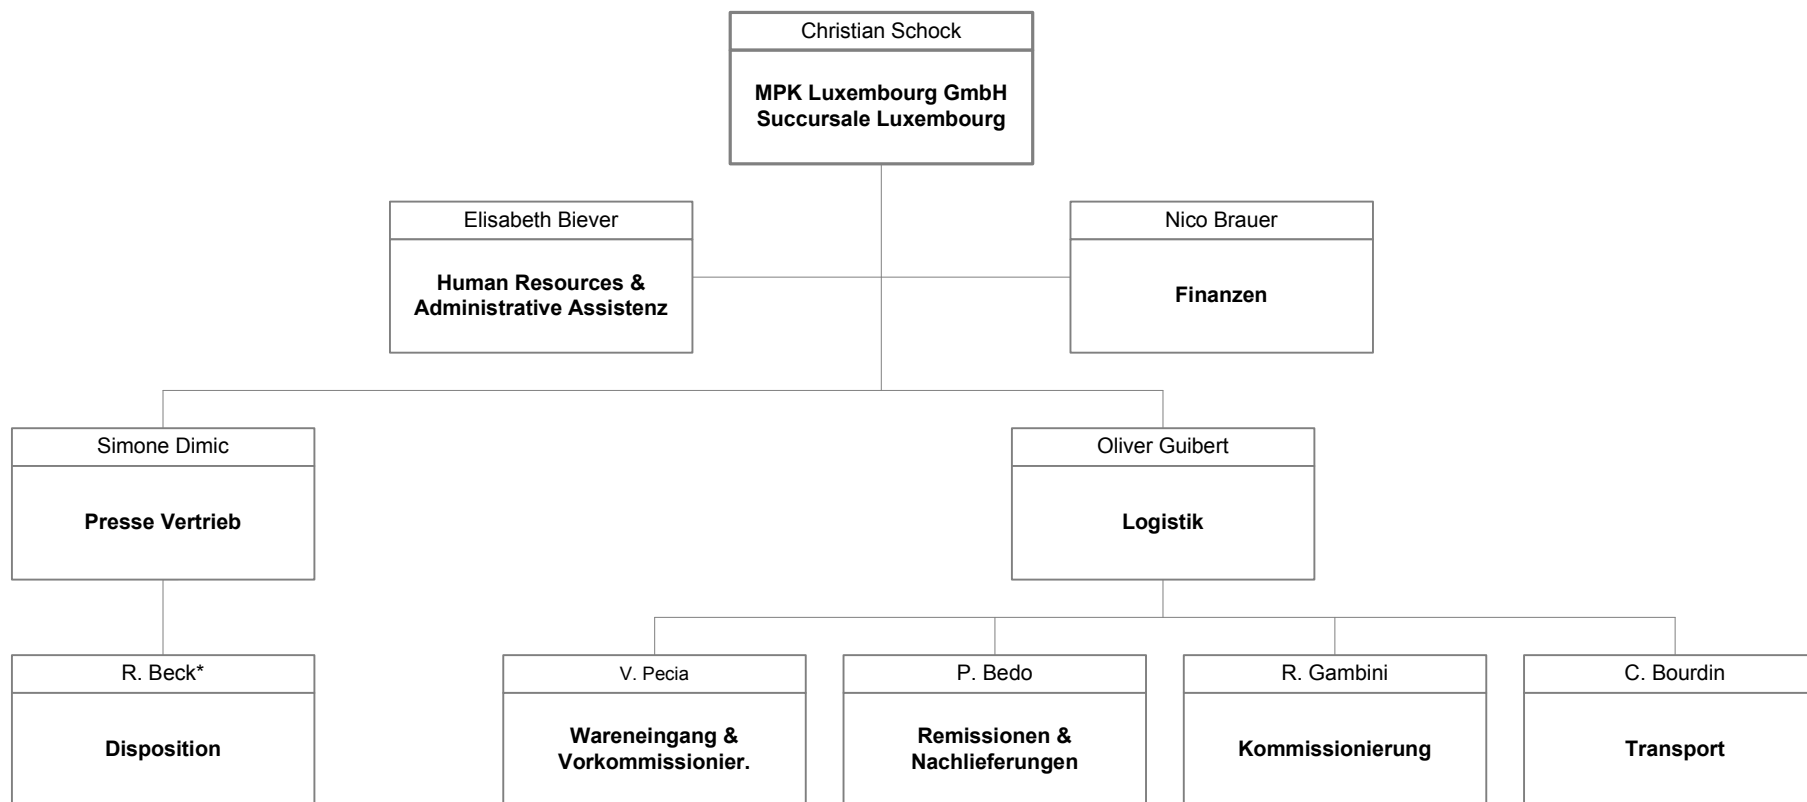 Christian Schock
MPK Luxembourg GmbH
Succursale Luxembourg
Elisabeth Biever
Human Resources &
Administrative Assistenz
Nico Brauer
Finanzen
Simone Dimic
Presse Vertrieb
Oliver Guibert
Logistik
R. Beck*
Disposition
V. Pecia
Wareneingang &
Vorkommissionier.
P. Bedo
Remissionen &
Nachlieferungen
R. Gambini
Kommissionierung
C. Bourdin
Transport